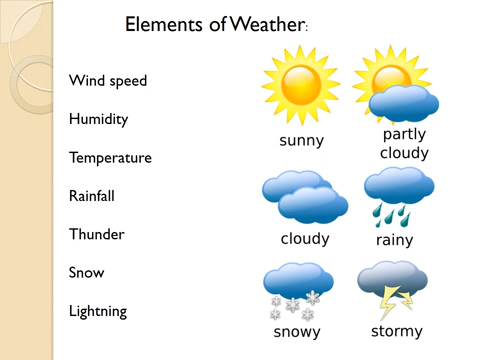 Elements of Weather:
Wind speed
Humidity
Temperature
Rainfall
Thunder
Snow
Lightning
sunny
partly
cloudy
cloudy
rainy
snowy
stormy